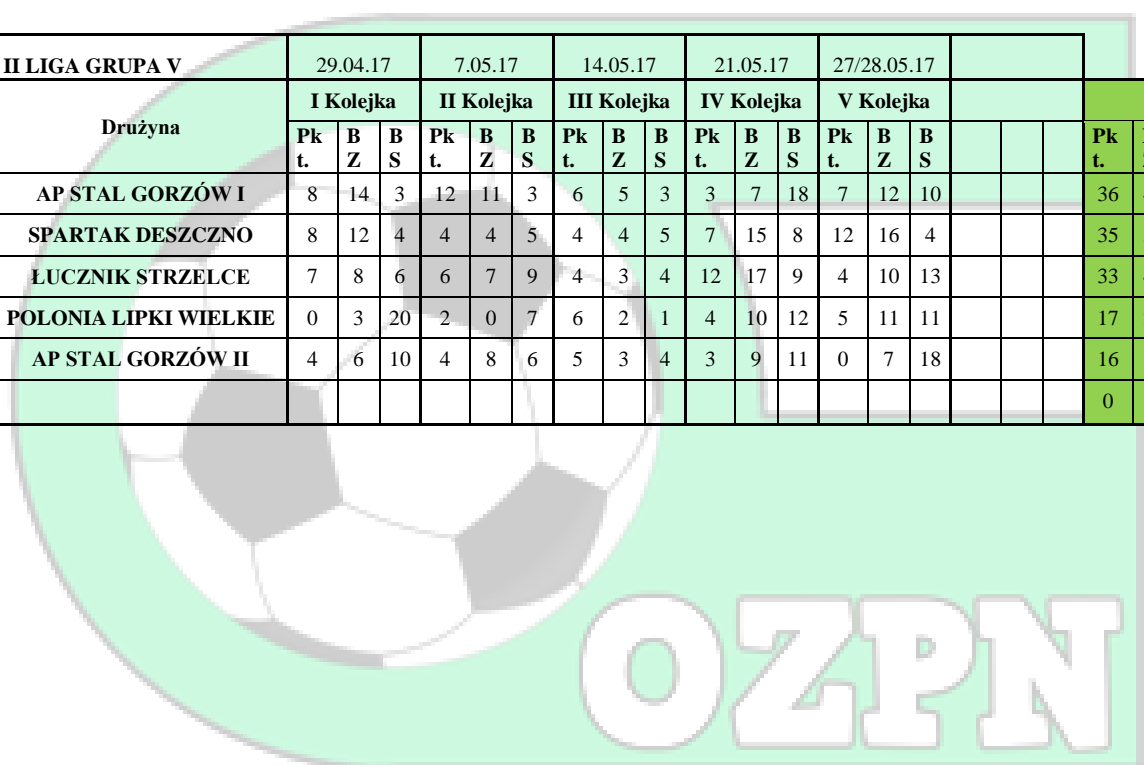 II LIGA GRUPA V 29.04.17 7.05.17 14.05.17 21.05.17 27/28.05.17
Drużyna I Kolejka II Kolejka III Kolejka IV Kolejka V Kolejka
Pkt. BZ BS Pkt. BZ BS Pkt. BZ BS Pkt. BZ BS Pkt. BZ BS Pkt.
AP STAL GORZÓW I 8 14 3 12 11 3 6 5 3 3 7 18 7 12 10 36
SPARTAK DESZCZNO 8 12 4 4 4 5 4 4 5 7 15 8 12 16 4 35
ŁUCZNIK STRZELCE 7 8 6 6 7 9 4 3 4 12 17 9 4 10 13 33
POLONIA LIPKI WIELKIE 0 3 20 2 0 7 6 2 1 4 10 12 5 11 11 17
AP STAL GORZÓW II 4 6 10 4 8 6 5 3 4 3 9 11 0 7 18 16
0
OZPN